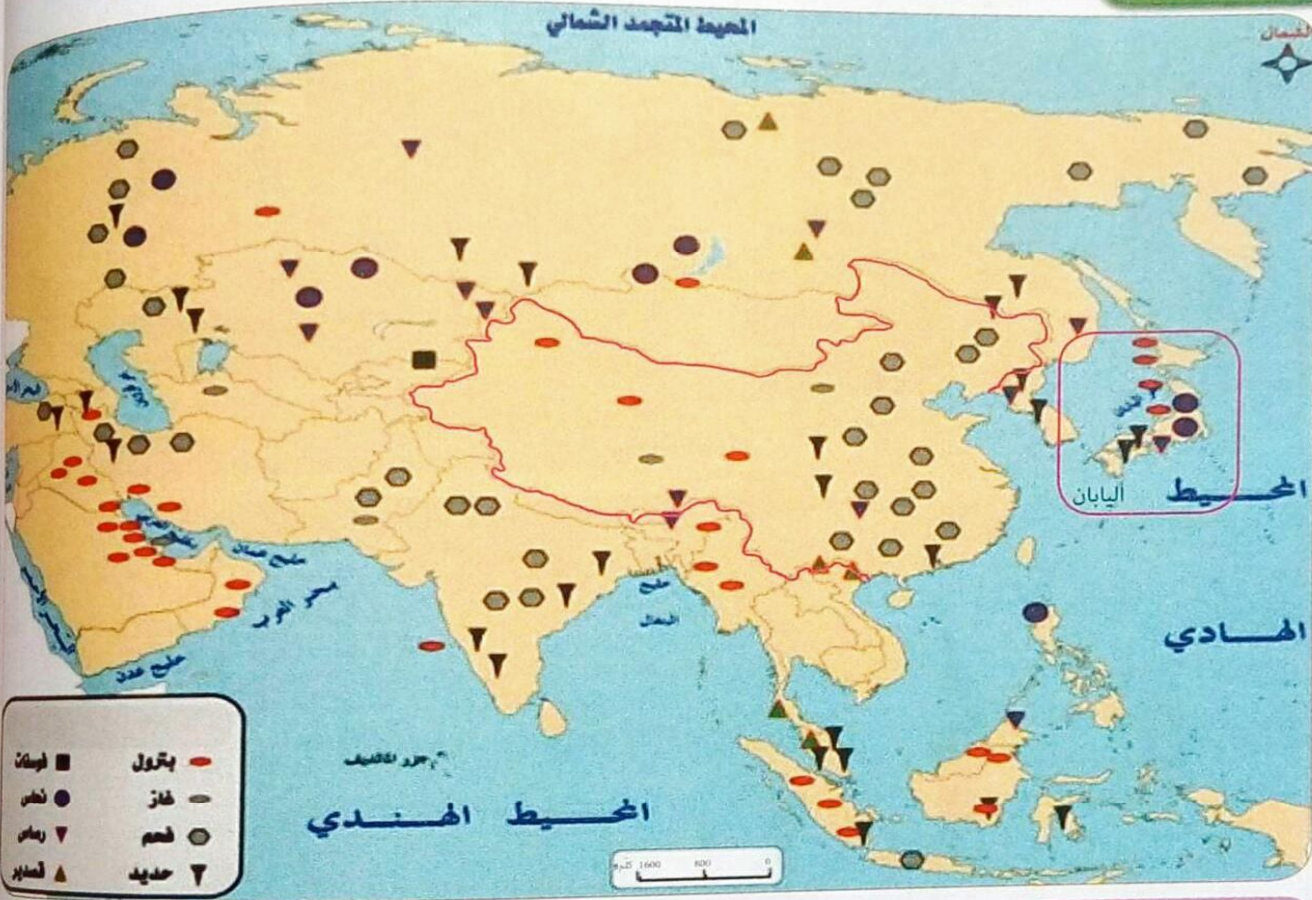 المحيط المتجمد الشمالي
الشمال
اليابان
المحيط
الهادي
خليج عمان
بحر العرب
خليج عدن
خليج
البنغال
جزر المالديف
المحيط الهندي
بترول
فوسفات
غاز
نحاس
فحم
رصاص
حديد
قصدير
0 800 1600 كلم